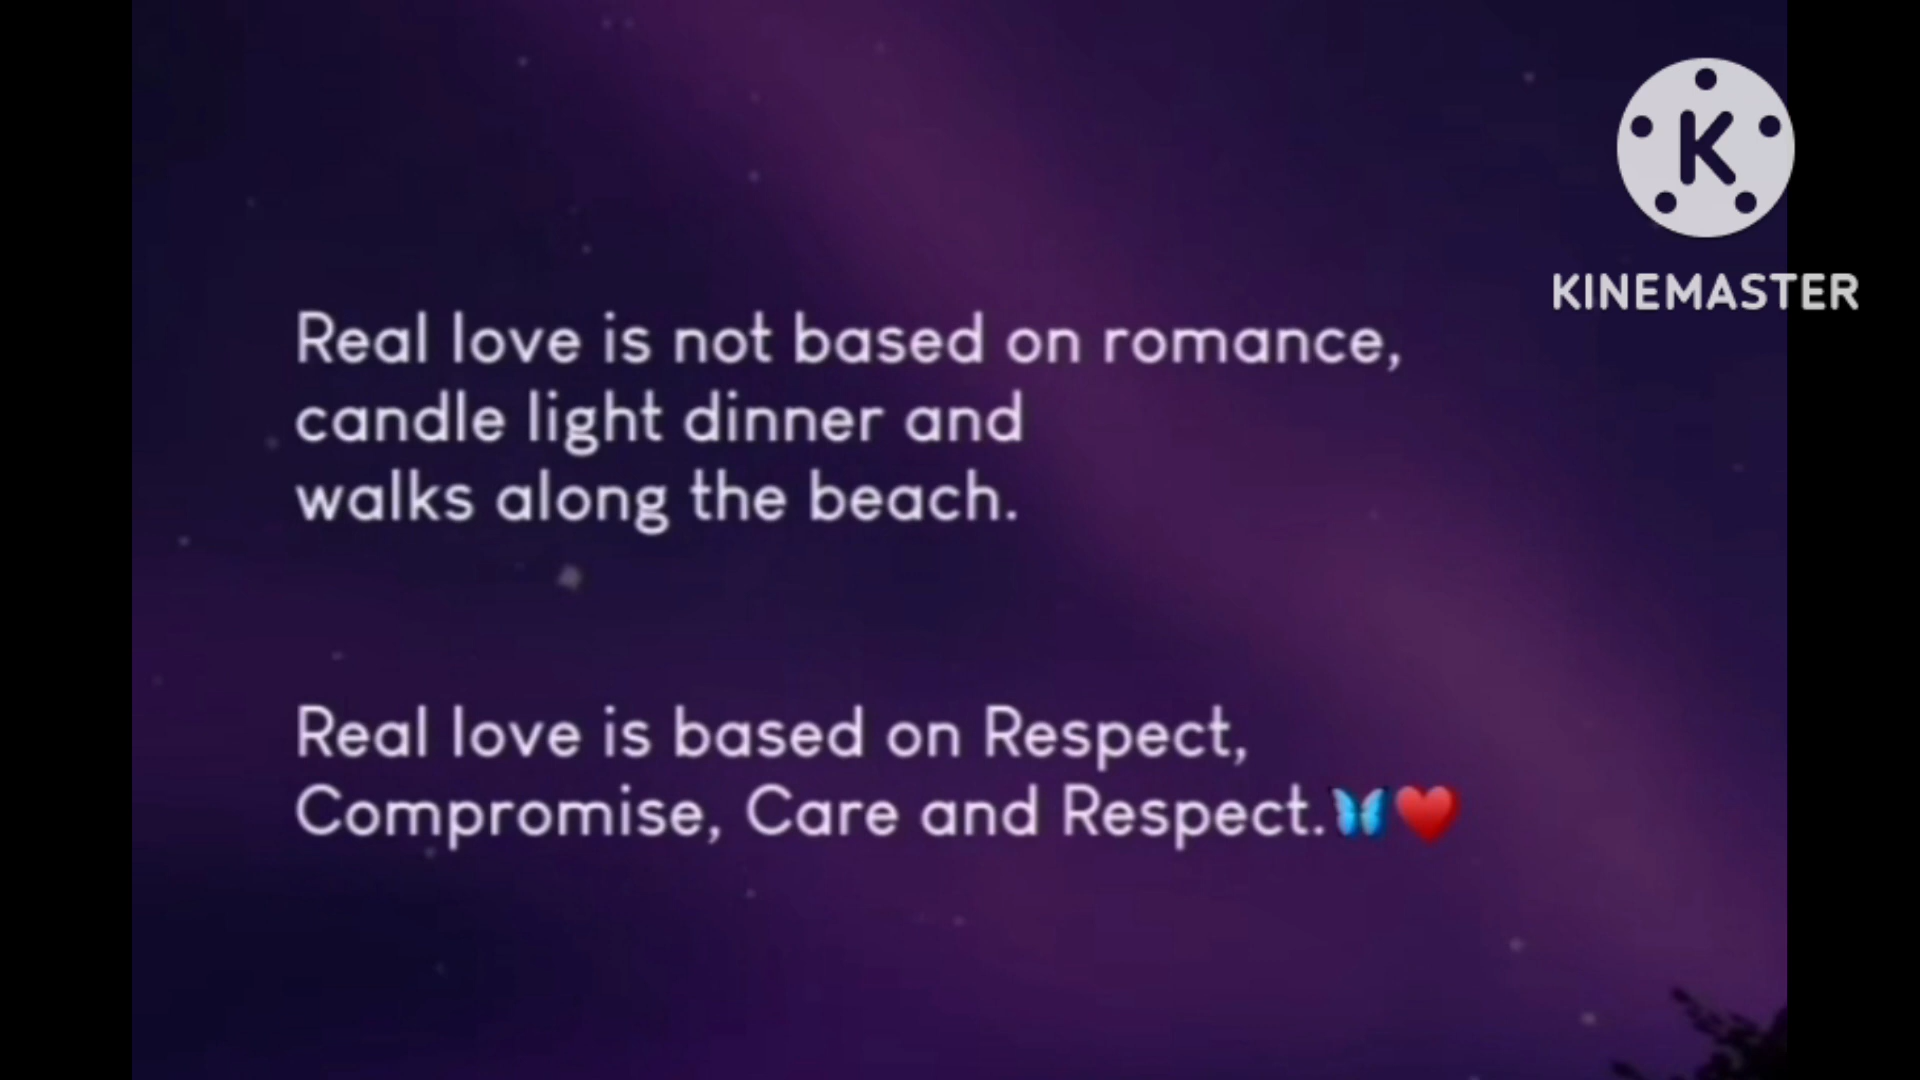 K
KINEMASTER
Real love is not based on romance,
candle light dinner and
walks along the beach.
Real love is based on Respect,
Compromise, Care and Respect.🦋❤️